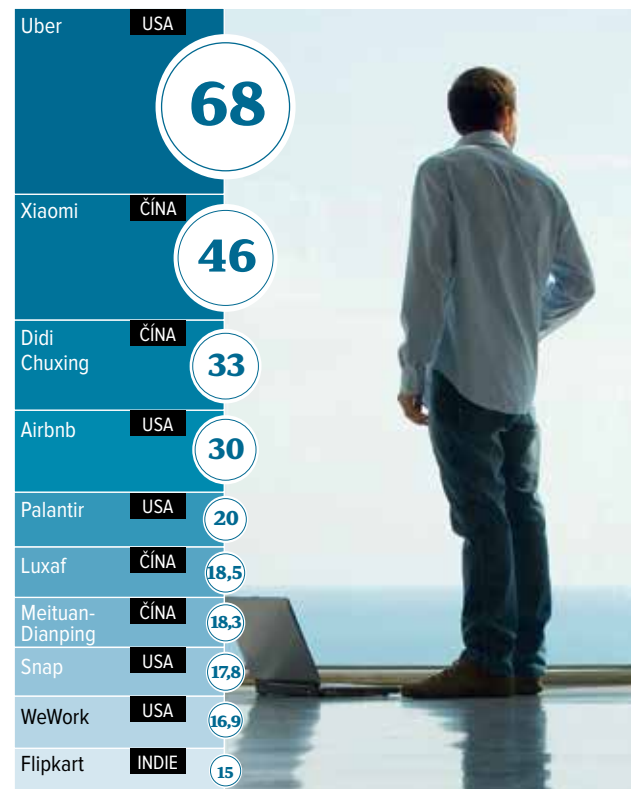 Uber USA
68
Xiaomi ČÍNA
46
Didi ČÍNA
Chuxing
33
Airbnb USA
30
Palantir USA
20
Luxaf ČÍNA
18,5
Meituan- ČÍNA
Dianping
18,3
Snap USA
17,8
WeWork USA
16,9
Flipkart INDIE
15